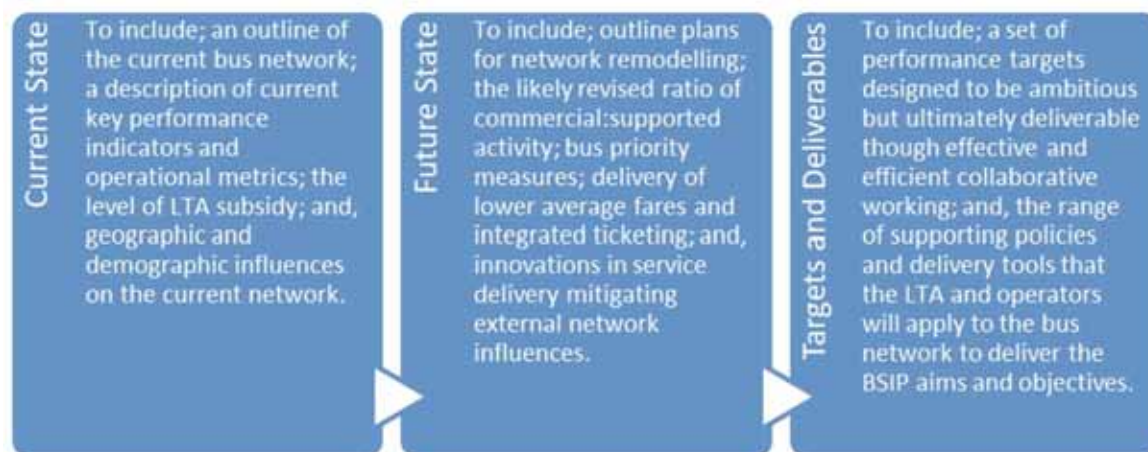 Current State
To include; an outline of
the current bus network;
a description of current
key performance
indicators and
operational metrics; the
level of LTA subsidy; and,
geographic and
demographic influences
on the current network.
Future State
To include; outline plans
for network remodelling;
the likely revised ratio of
commercial:supported
activity; bus priority
measures; delivery of
lower average fares and
integrated ticketing; and,
innovations in service
delivery mitigating
external network
influences.
Targets and Deliverables
To include; a set of
performance targets
designed to be ambitious
but ultimately deliverable
though effective and
efficient collaborative
working; and, the range
of supporting policies
and delivery tools that
the LTA and operators
will apply to the bus
network to deliver the
BSIP aims and objectives.